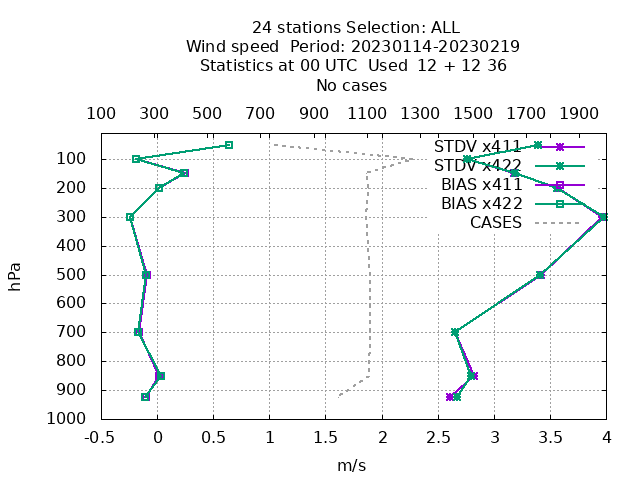 24 stations Selection: ALL
Wind speed  Period: 20230114-20230219
Statistics at 00 UTC  Used  12 + 12 36
No cases
100 300 500 700 900 1100 1300 1500 1700 1900
STDV x411
STDV x422
BIAS x411
BIAS x422
CASES
100
200
300
400
500
600
700
800
900
1000
hPa
-0.5 0 0.5 1 1.5 2 2.5 3 3.5 4
m/s